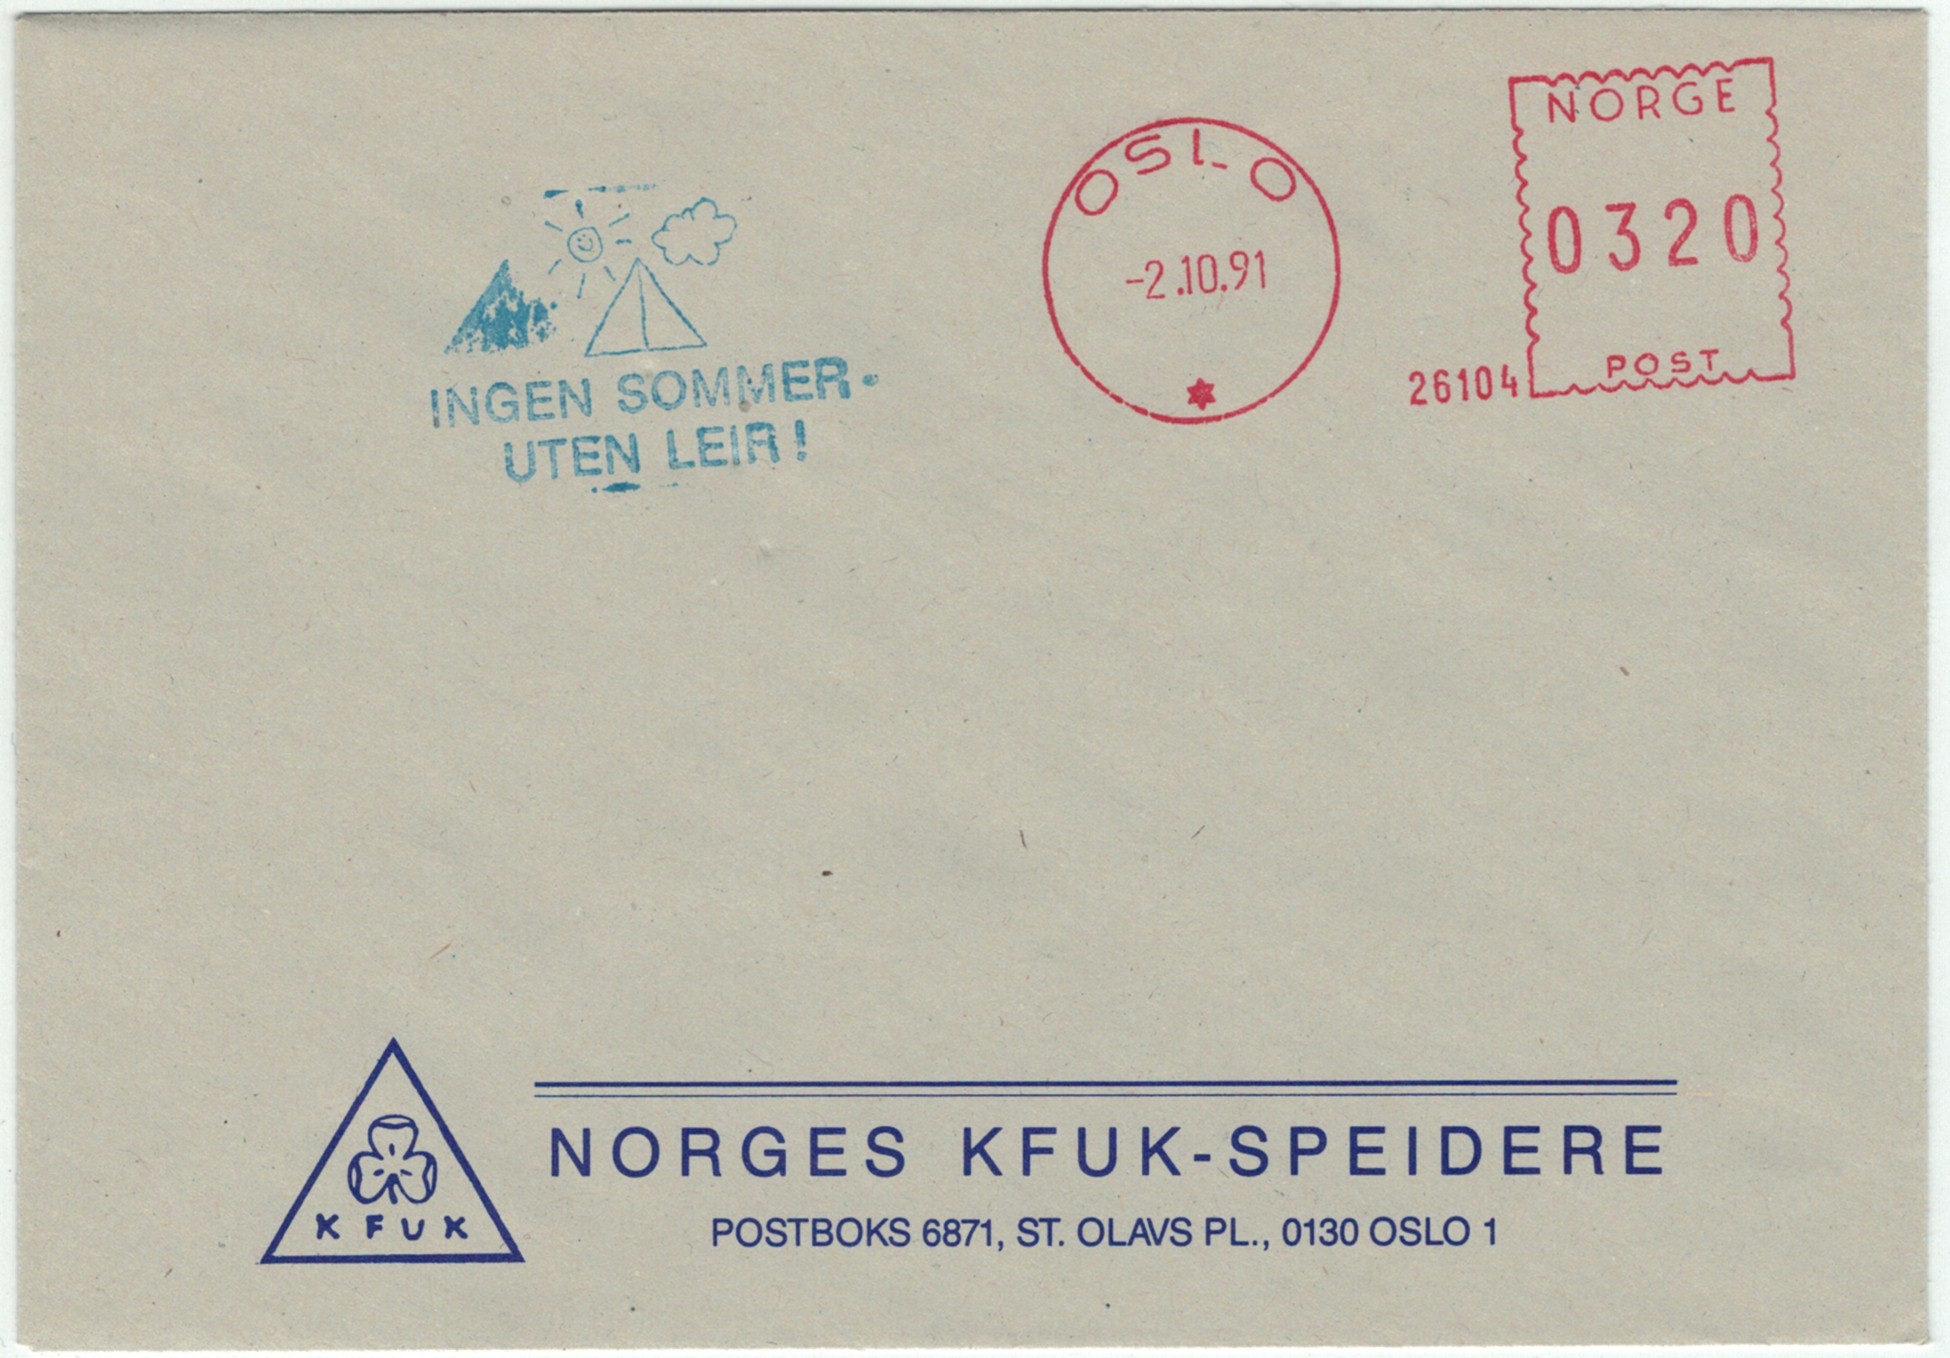 NORGE
OSLO
0320
-2.10.91
POST
26104
INGEN SOMMER
UTEN LEIR!
NORGES KFUK-SPEIDERE
KFUK
POSTBOKS 6871, ST. OLAVS PL., 0130 OSLO 1